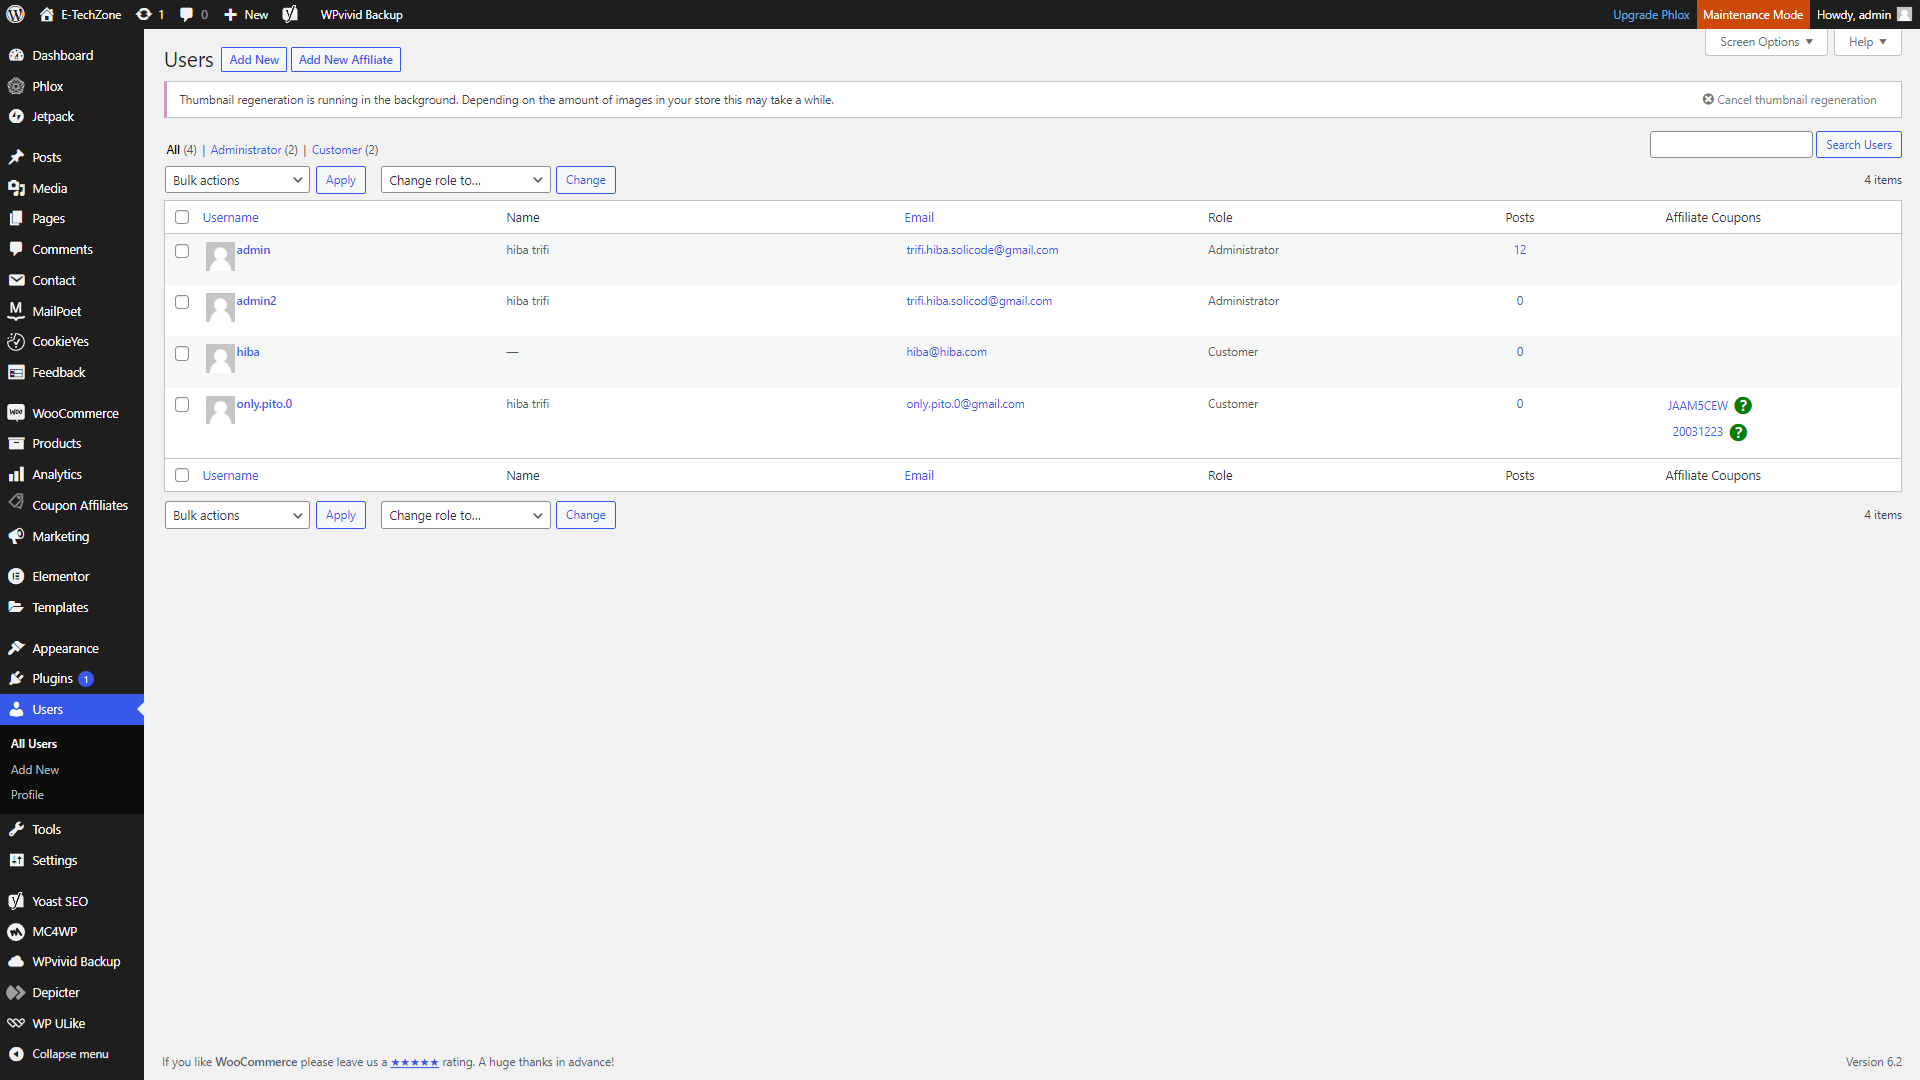 E-TechZone 1 0 New WPvivid Backup Upgrade Phlox Maintenance Mode Howdy, admin
Dashboard
Phlox
Jetpack
Posts
Media
Pages
Comments
Contact
MailPoet
CookieYes
Feedback
WooCommerce
Products
Analytics
Coupon Affiliates
Marketing
Elementor
Templates
Appearance
Plugins 1
Users
All Users
Add New
Profile
Tools
Settings
Yoast SEO
MC4WP
WPvivid Backup
Depicter
WP ULike
Collapse menu
Screen Options Help
Users Add New Add New Affiliate
Thumbnail regeneration is running in the background. Depending on the amount of images in your store this may take a while. Cancel thumbnail regeneration
All (4) | Administrator (2) | Customer (2) Search Users
Bulk actions Apply Change role to... Change 4 items
Username Name Email Role Posts Affiliate Coupons
admin hiba trifi trifi.hiba.solicode@gmail.com Administrator 12
admin2 hiba trifi trifi.hiba.solicod@gmail.com Administrator 0
hiba — hiba@hiba.com Customer 0
only.pito.0 hiba trifi only.pito.0@gmail.com Customer 0 JAAM5CEW ?
20031223 ?
Username Name Email Role Posts Affiliate Coupons
Bulk actions Apply Change role to... Change 4 items
If you like WooCommerce please leave us a ★★★★★ rating. A huge thanks in advance! Version 6.2